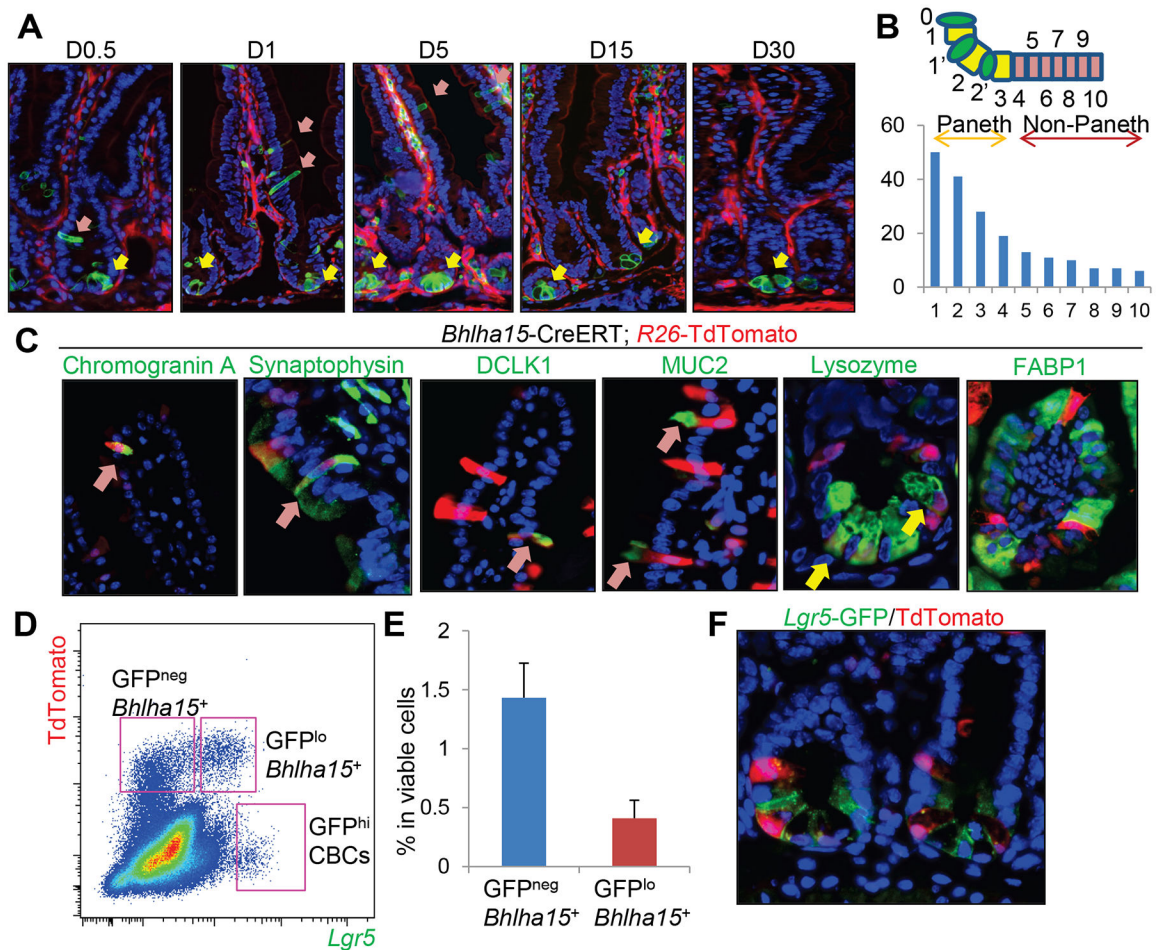 A
D0.5 D1 D5 D15 D30
B
0 1 1' 2 2' 3 4 5 6 7 8 9 10
Paneth Non-Paneth
60
40
20
0
1 2 3 4 5 6 7 8 9 10
C
Bhlha15-CreERT; R26-TdTomato
Chromogranin A Synaptophysin DCLK1 MUC2 Lysozyme FABP1
D
TdTomato
GFPneg
Bhlha15+
GFPlo
Bhlha15+
GFPhi
CBCs
Lgr5
E
% in viable cells
2
1.5
1
0.5
0
GFPneg GFPlo
Bhlha15+ Bhlha15+
F
Lgr5-GFP/TdTomato